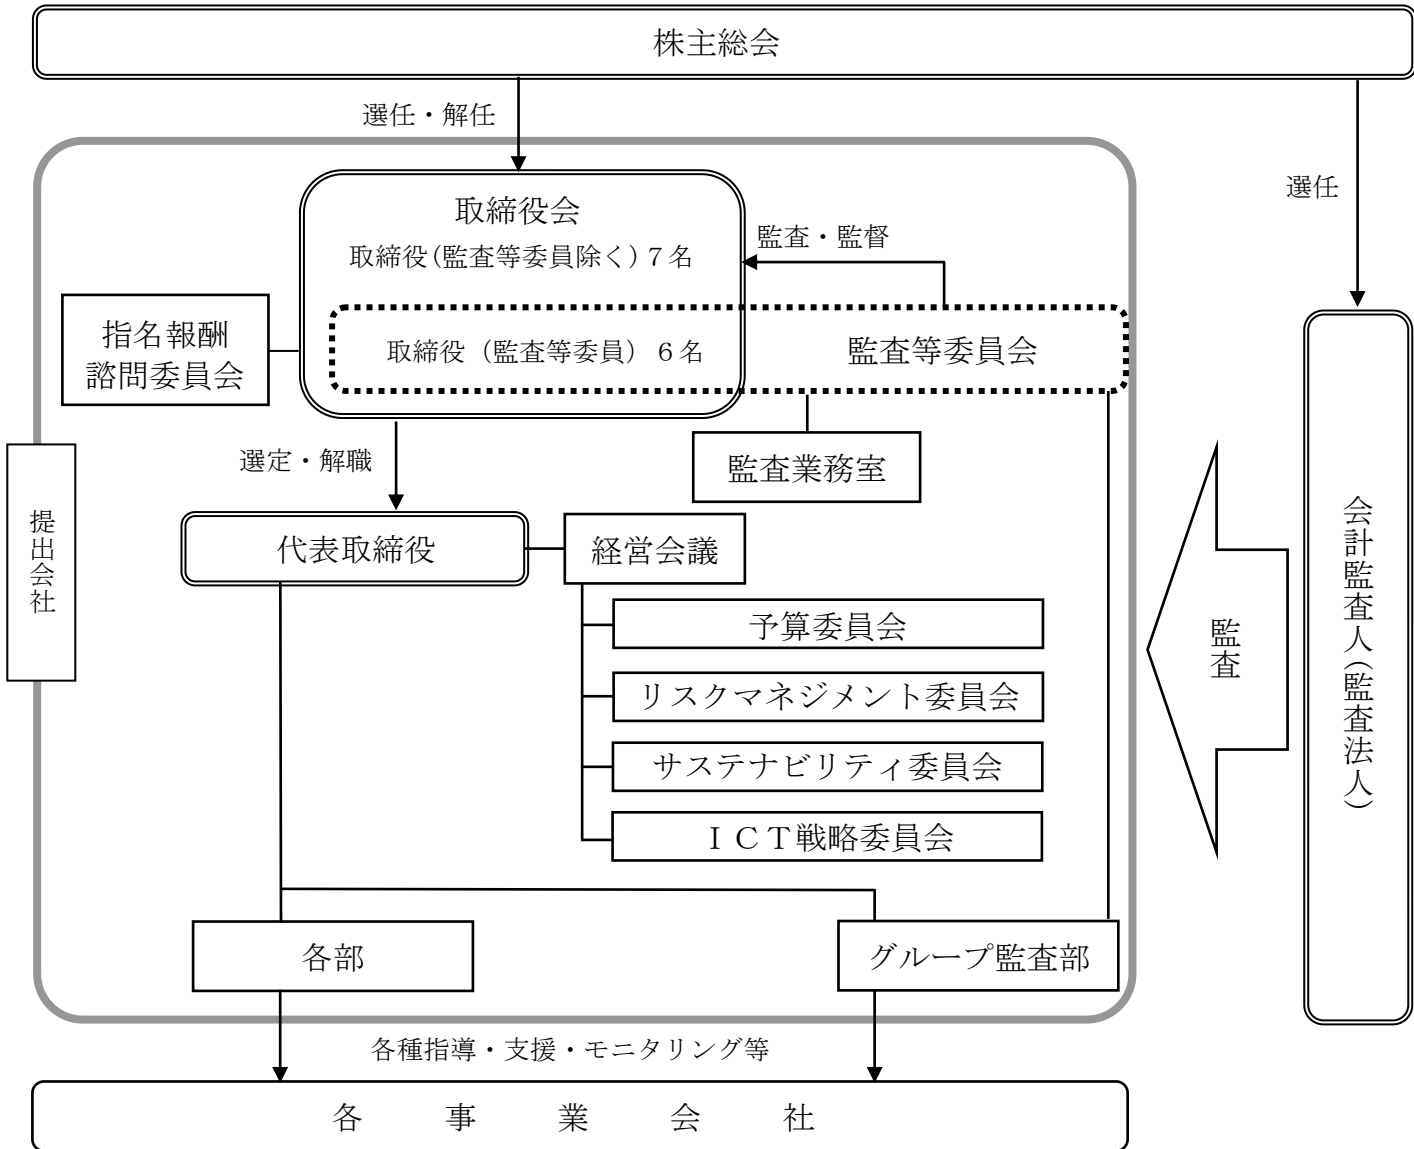 株主総会
選任・解任
選任
取締役会
取締役(監査等委員除く)７名
監査・監督
指名報酬
諮問委員会
取締役（監査等委員）６名
監査等委員会
選定・解職
監査業務室
提出会社
代表取締役
経営会議
会計監査人(監査法人)
予算委員会
監査
リスクマネジメント委員会
サステナビリティ委員会
ＩＣＴ戦略委員会
各部
グループ監査部
各種指導・支援・モニタリング等
各　事　業　会　社